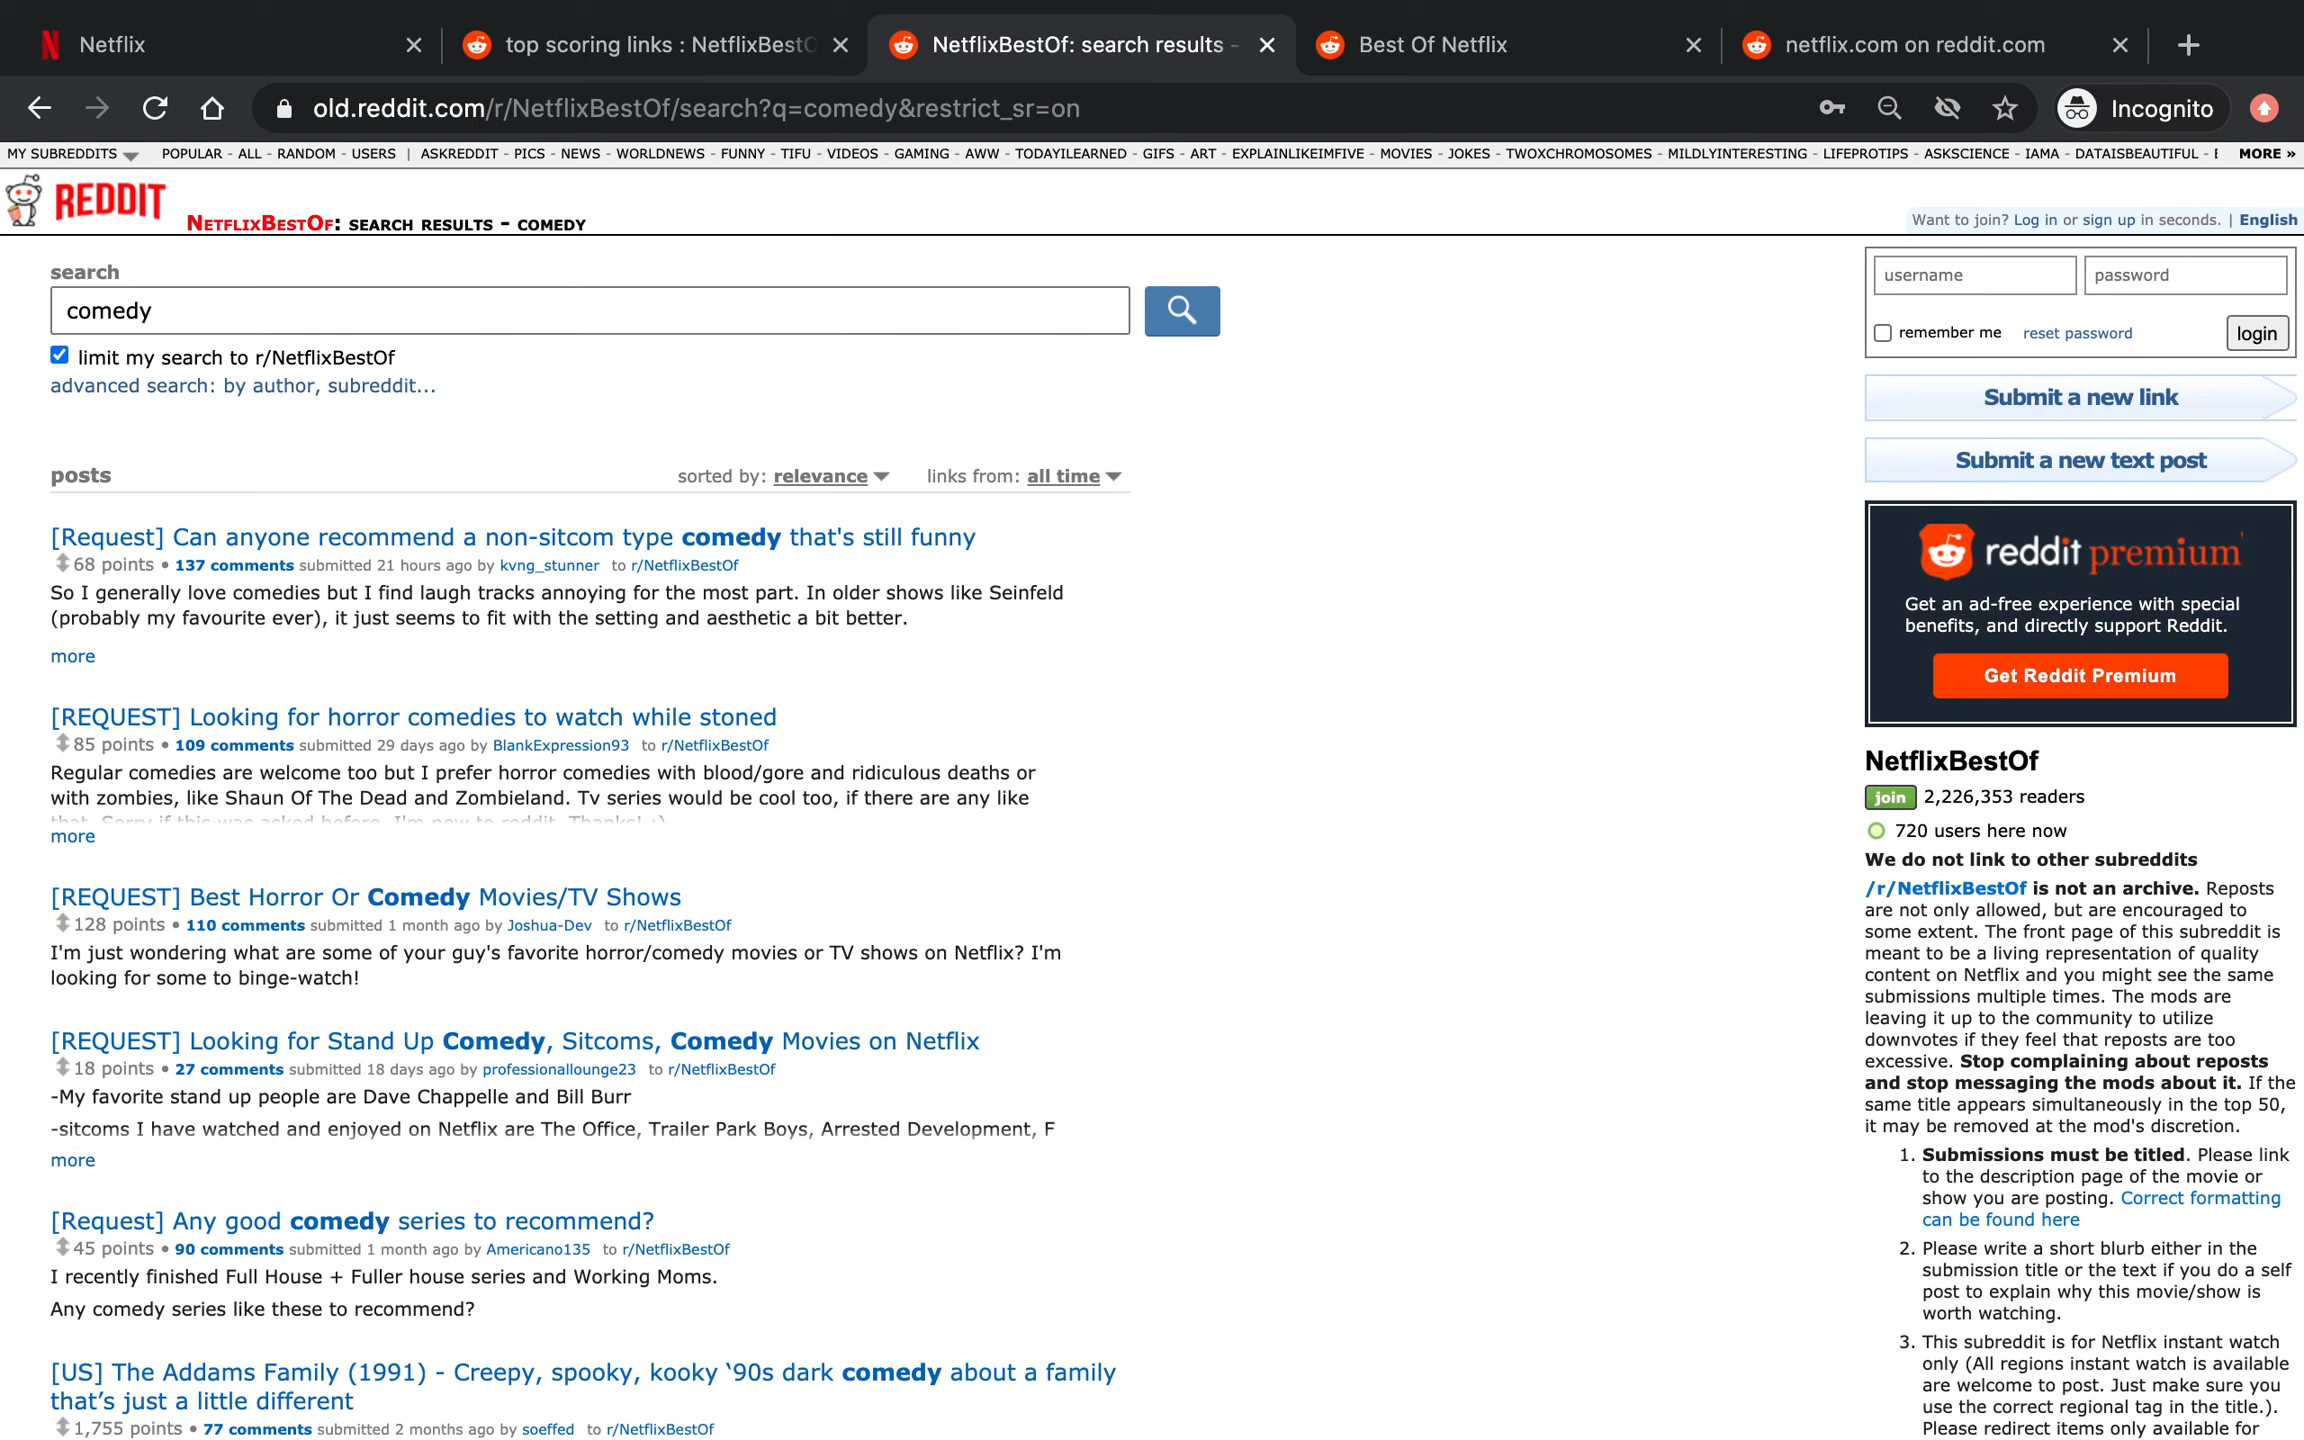 Netflix
top scoring links : NetflixBestO
NetflixBestOf: search results -
Best Of Netflix
netflix.com on reddit.com
old.reddit.com/r/NetflixBestOf/search?q=comedy&restrict_sr=on
Incognito
MY SUBREDDITS POPULAR - ALL - RANDOM - USERS | ASKREDDIT - PICS - NEWS - WORLDNEWS - FUNNY - TIFU - VIDEOS - GAMING - AWW - TODAYILEARNED - GIFS - ART - EXPLAINLIKEIMFIVE - MOVIES - JOKES - TWOXCHROMOSOMES - MILDLYINTERESTING - LIFEPROTIPS - ASKSCIENCE - IAMA - DATAISBEAUTIFUL - MORE »
REDDIT
NETFLIXBESTOF: SEARCH RESULTS - COMEDY
Want to join? Log in or sign up in seconds. | English
search
comedy
limit my search to r/NetflixBestOf
advanced search: by author, subreddit...
posts
sorted by: relevance
links from: all time
[Request] Can anyone recommend a non-sitcom type comedy that's still funny
68 points • 137 comments submitted 21 hours ago by kvng_stunner to r/NetflixBestOf
So I generally love comedies but I find laugh tracks annoying for the most part. In older shows like Seinfeld
(probably my favourite ever), it just seems to fit with the setting and aesthetic a bit better.
more
[REQUEST] Looking for horror comedies to watch while stoned
85 points • 109 comments submitted 29 days ago by BlankExpression93 to r/NetflixBestOf
Regular comedies are welcome too but I prefer horror comedies with blood/gore and ridiculous deaths or
with zombies, like Shaun Of The Dead and Zombieland. Tv series would be cool too, if there are any like
that. Sorry if this was asked before, I'm new to reddit. Thanks! :)
more
[REQUEST] Best Horror Or Comedy Movies/TV Shows
128 points • 110 comments submitted 1 month ago by Joshua-Dev to r/NetflixBestOf
I'm just wondering what are some of your guy's favorite horror/comedy movies or TV shows on Netflix? I'm
looking for some to binge-watch!
[REQUEST] Looking for Stand Up Comedy, Sitcoms, Comedy Movies on Netflix
18 points • 27 comments submitted 18 days ago by professionallounge23 to r/NetflixBestOf
-My favorite stand up people are Dave Chappelle and Bill Burr
-sitcoms I have watched and enjoyed on Netflix are The Office, Trailer Park Boys, Arrested Development, F
more
[Request] Any good comedy series to recommend?
45 points • 90 comments submitted 1 month ago by Americano135 to r/NetflixBestOf
I recently finished Full House + Fuller house series and Working Moms.
Any comedy series like these to recommend?
[US] The Addams Family (1991) - Creepy, spooky, kooky ‘90s dark comedy about a family
that’s just a little different
1,755 points • 77 comments submitted 2 months ago by soeffed to r/NetflixBestOf
username
password
remember me
reset password
login
Submit a new link
Submit a new text post
reddit premium
Get an ad-free experience with special
benefits, and directly support Reddit.
Get Reddit Premium
NetflixBestOf
join 2,226,353 readers
720 users here now
We do not link to other subreddits
/r/NetflixBestOf is not an archive. Reposts
are not only allowed, but are encouraged to
some extent. The front page of this subreddit is
meant to be a living representation of quality
content on Netflix and you might see the same
submissions multiple times. The mods are
leaving it up to the community to utilize
downvotes if they feel that reposts are too
excessive. Stop complaining about reposts
and stop messaging the mods about it. If the
same title appears simultaneously in the top 50,
it may be removed at the mod's discretion.
1. Submissions must be titled. Please link
to the description page of the movie or
show you are posting. Correct formatting
can be found here
2. Please write a short blurb either in the
submission title or the text if you do a self
post to explain why this movie/show is
worth watching.
3. This subreddit is for Netflix instant watch
only (All regions instant watch is available
are welcome to post. Just make sure you
use the correct regional tag in the title.).
Please redirect items only available for